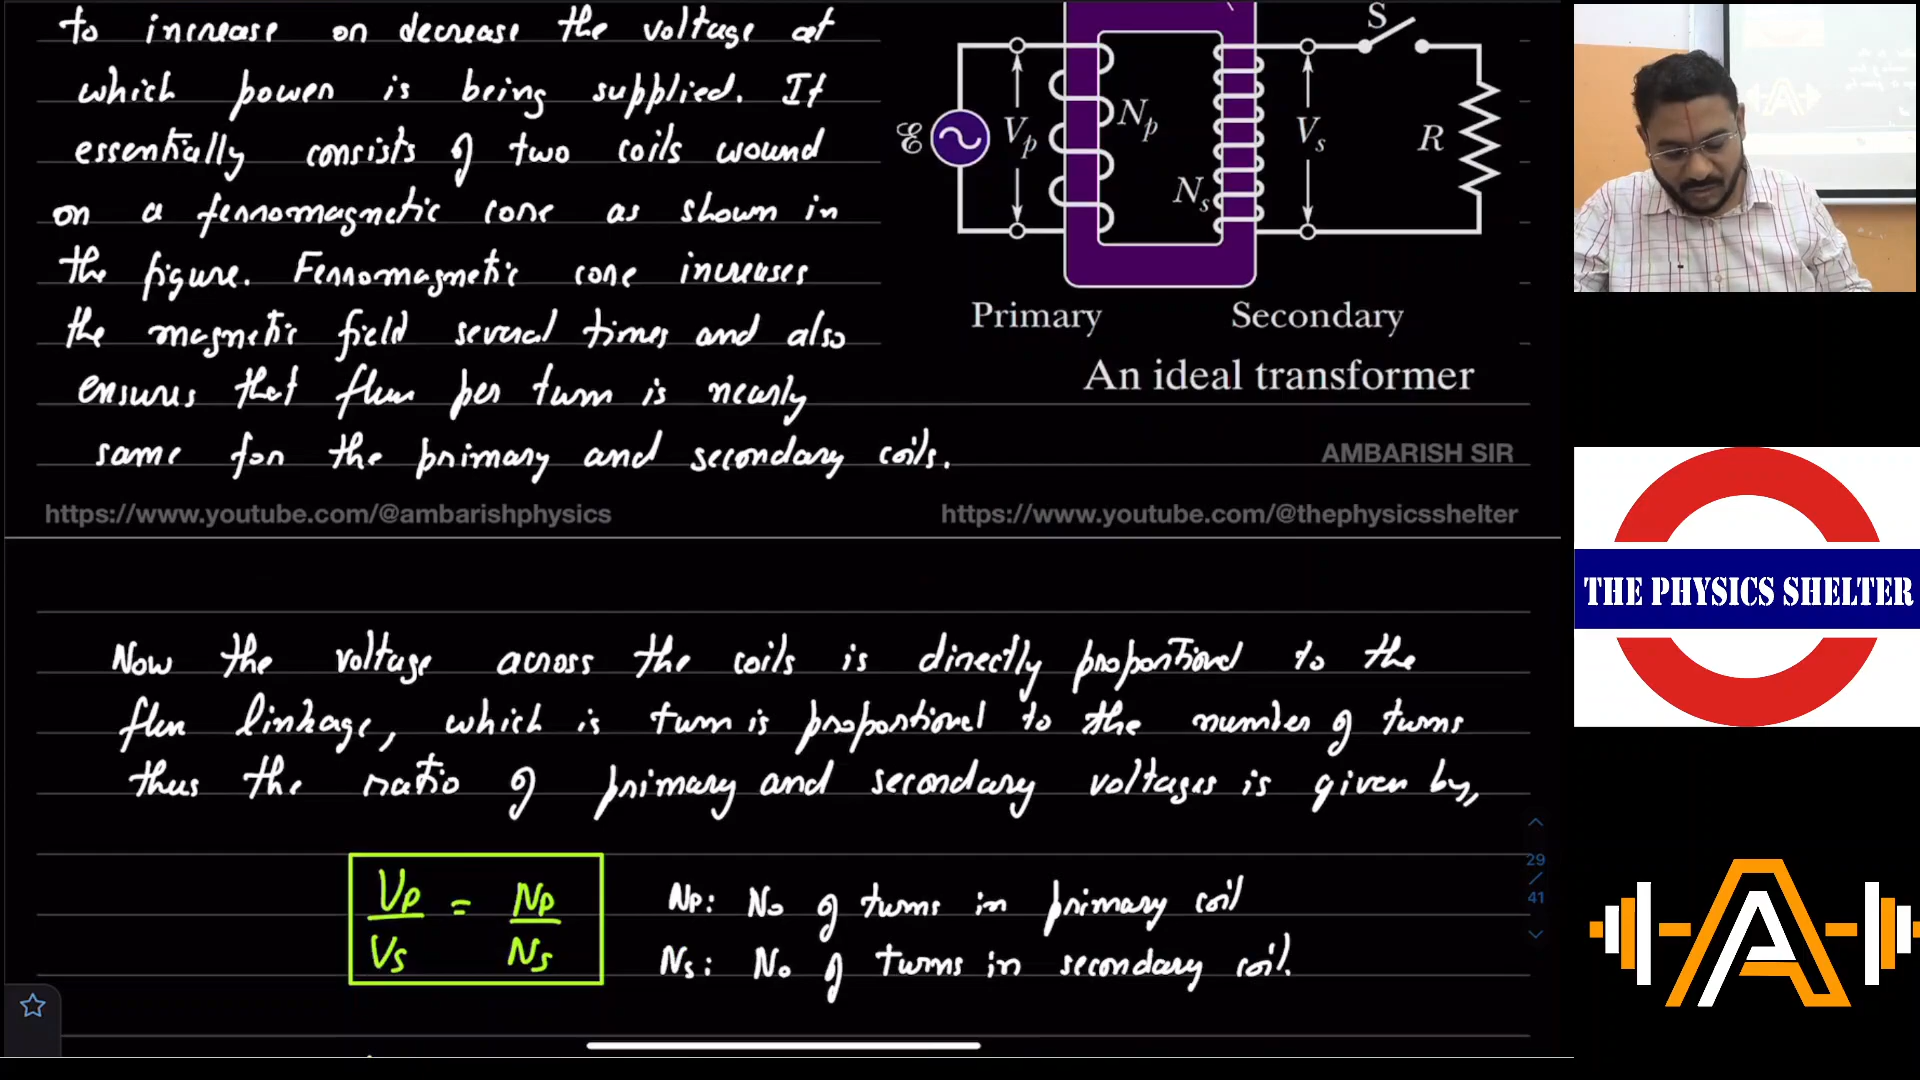 to increase or decrease the voltage at
which power is being supplied. It
essentially consists of two coils wound
on a ferromagnetic core as shown in
the figure. Ferromagnetic core increases
the magnetic field several times and also
ensures that flux per turn is nearly
same for the primary and secondary coils.
S
ℰ
Vp
Np
Ns
Vs
R
Primary
Secondary
An ideal transformer
AMBARISH SIR
https://www.youtube.com/@ambarishphysics
https://www.youtube.com/@thephysicsshelter
THE PHYSICS SHELTER
Now the voltage across the coils is directly proportional to the
flux linkage, which is turn is proportional to the number of turns
thus the ratio of primary and secondary voltages is given by,
Vp/Vs = Np/Ns
Np: No of turns in primary coil
Ns: No of turns in secondary coil.
29
/
41
A